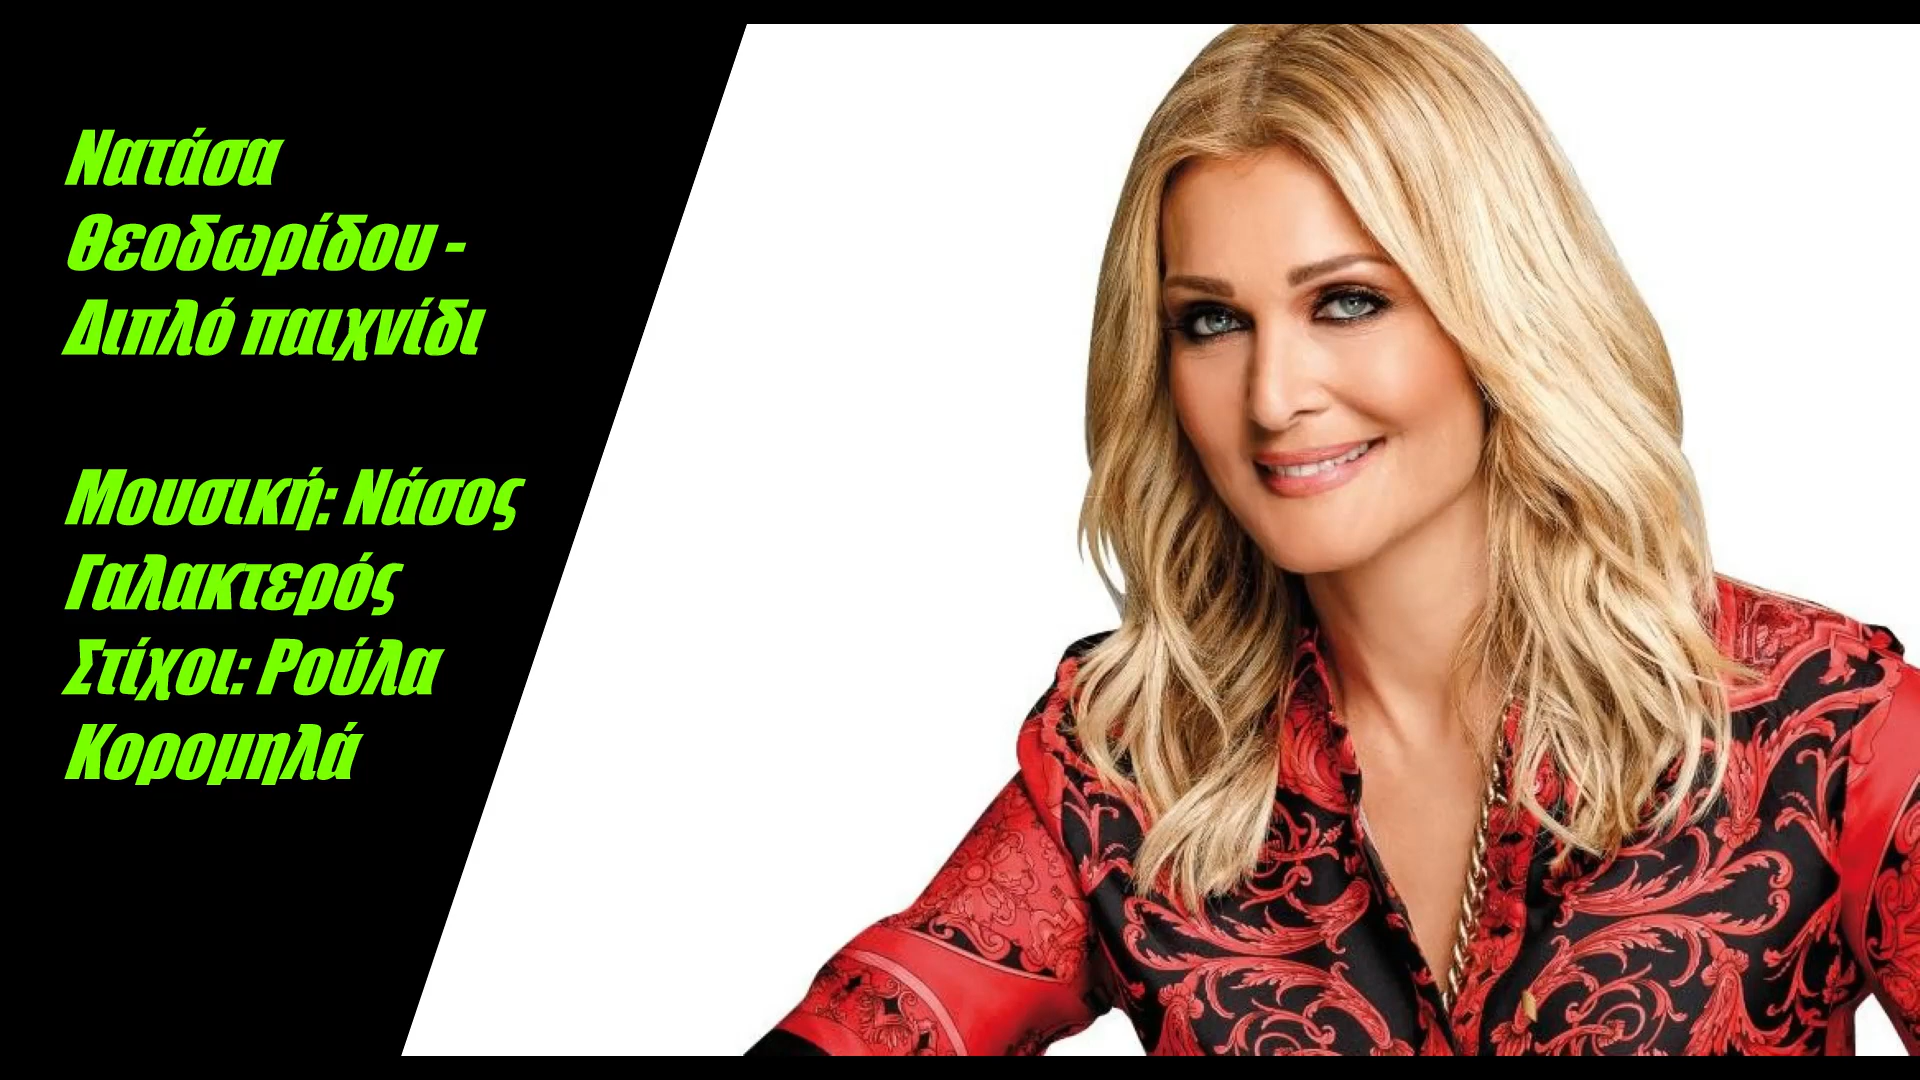 Νατάσα
Θεοδωρίδου -
Διπλό παιχνίδι
Μουσική: Νάσος
Γαλακτερός
Στίχοι: Ρούλα
Κορομηλά